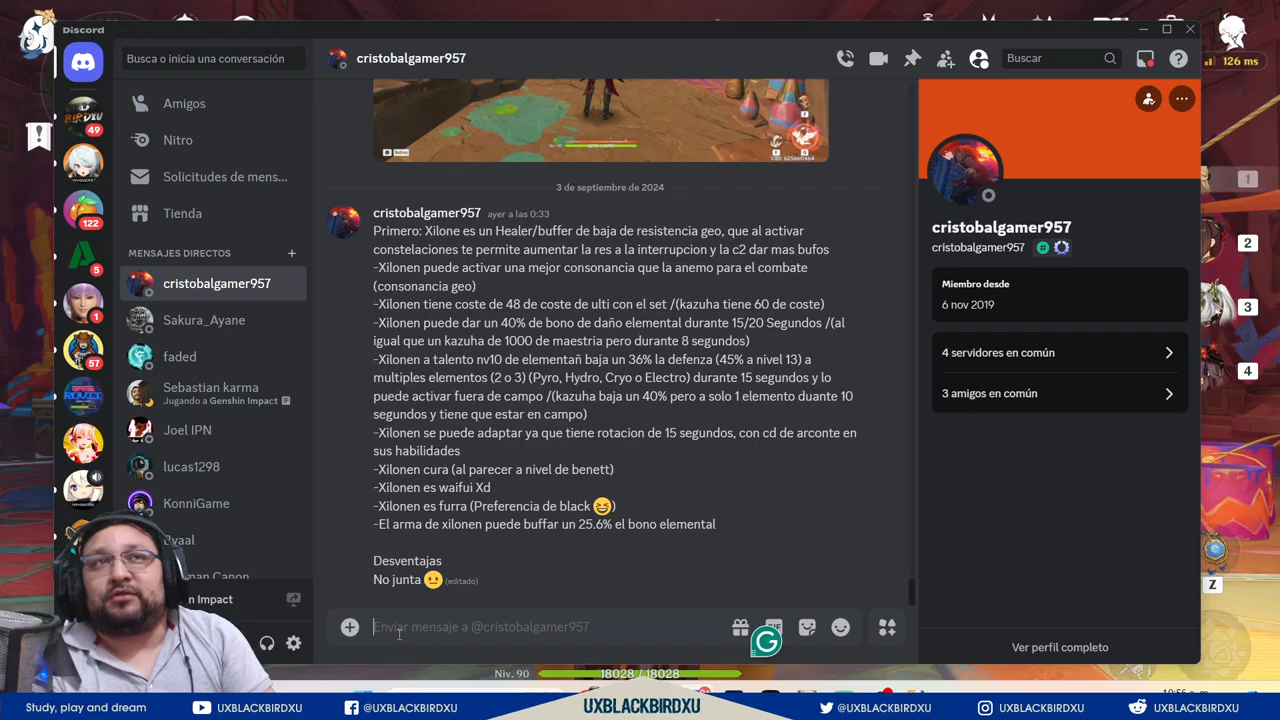 Discord
126 ms
Busca o inicia una conversación
cristobalgamer957
Buscar
49
122
5
1
57
Amigos
Nitro
Solicitudes de mens...
Tienda
MENSAJES DIRECTOS
cristobalgamer957
Sakura_Ayane
faded
Sebastian karma
Jugando a Genshin Impact
Joel IPN
lucas1298
KonniGame
n Impact
3 de septiembre de 2024
cristobalgamer957 ayer a las 0:33
Primero: Xilone es un Healer/buffer de baja de resistencia geo, que al activar
constelaciones te permite aumentar la res a la interrupcion y la c2 dar mas bufos
-Xilonen puede activar una mejor consonancia que la anemo para el combate
(consonancia geo)
-Xilonen tiene coste de 48 de coste de ulti con el set /(kazuha tiene 60 de coste)
-Xilonen puede dar un 40% de bono de daño elemental durante 15/20 Segundos /(al
igual que un kazuha de 1000 de maestria pero durante 8 segundos)
-Xilonen a talento nv10 de elementañ baja un 36% la defenza (45% a nivel 13) a
multiples elementos (2 o 3) (Pyro, Hydro, Cryo o Electro) durante 15 segundos y lo
puede activar fuera de campo /(kazuha baja un 40% pero a solo 1 elemento duante 10
segundos y tiene que estar en campo)
-Xilonen se puede adaptar ya que tiene rotacion de 15 segundos, con cd de arconte en
sus habilidades
-Xilonen cura (al parecer a nivel de benett)
-Xilonen es waifui Xd
-Xilonen es furra (Preferencia de black 😆)
-El arma de xilonen puede buffar un 25.6% el bono elemental
Desventajas
No junta 😐 (editado)
Enviar mensaje a @cristobalgamer957
cristobalgamer957
cristobalgamer957
Miembro desde
6 nov 2019
4 servidores en común
3 amigos en común
Ver perfil completo
1
2
3
4
Z
Niv. 90
18028 / 18028
Study, play and dream
UXBLACKBIRDXU
@UXBLACKBIRDXU
UXBLACKBIRDXU
@UXBLACKBIRDXU
UXBLACKBIRDXU
UXBLACKBIRDXU